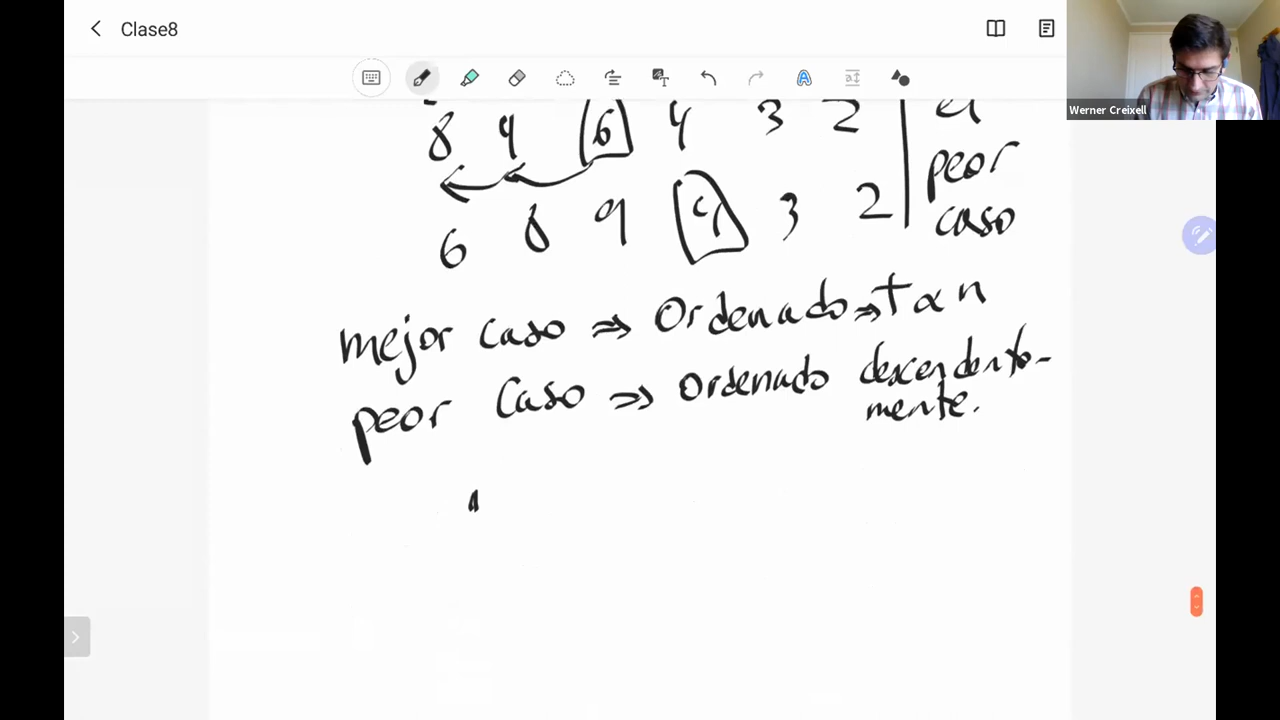 Clase8
Werner Creixell
8 9 6 4 3 2 el
peor
6 8 9 4 3 2 caso
mejor caso ⇒ Ordenado ⇒ t α n
peor caso ⇒ ordenado descendente-
mente.